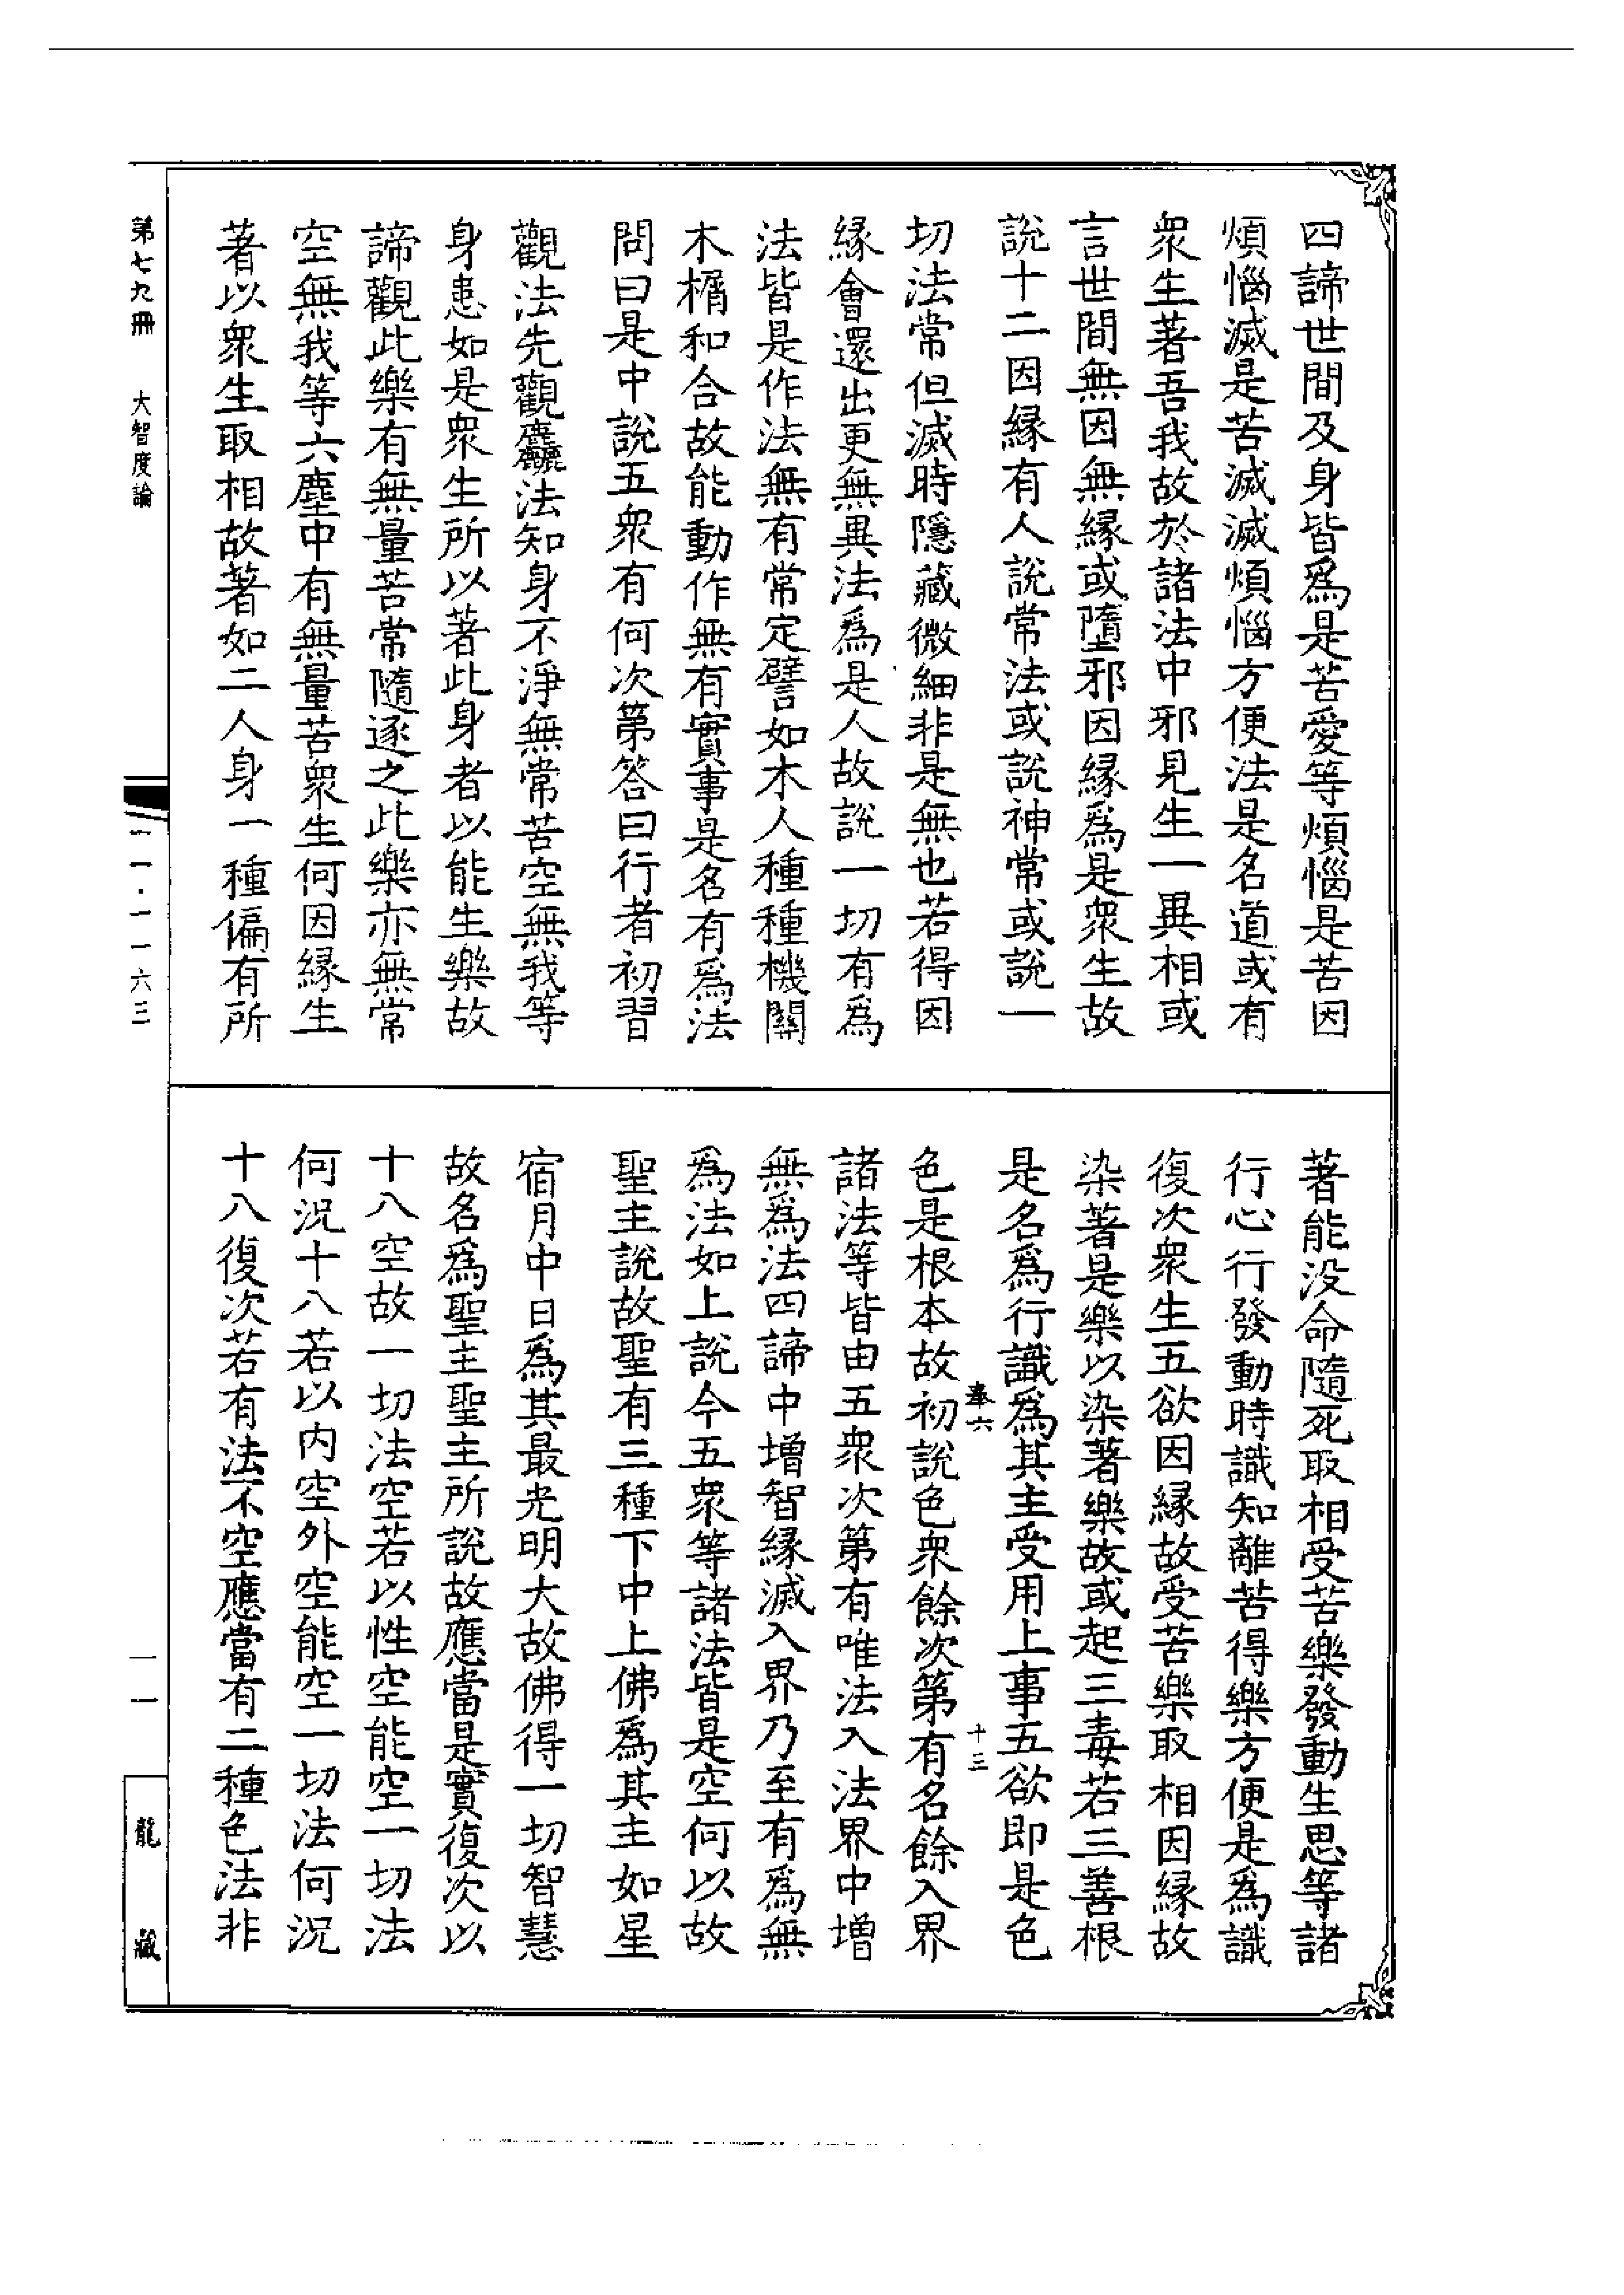 四諦世間及身皆爲是苦愛等煩惱是苦因
煩惱滅是苦滅滅煩惱方便法是名道或有
衆生著吾我故於諸法中邪見生一異相或
言世間無因無縁或墮邪因縁爲是衆生故
說十二因縁有人說常法或說神常或說一
切法常但滅時隱藏微細非是無也若得因
縁會還出更無異法爲是人故說一切有爲
法皆是作法無有常定譬如木人種種機關
木楔和合故能動作無有實事是名有爲法
問曰是中說五衆有何次第答曰行者初習
觀法先觀麤法知身不淨無常苦空無我等
身患如是衆生所以著此身者以能生樂故
諦觀此樂有無量苦常隨逐之此樂亦無常
空無我等六塵中有無量苦衆生何因縁生
著以衆生取相故著如二人身一種偏有所
著能没命隨死取相受苦樂發動生思等諸
行心行發動時識知離苦得樂方便是爲識
復次衆生五欲因縁故受苦樂取相因縁故
染著是樂以染著樂故或起三毒若三善根
是名爲行識爲其主受用上事五欲即是色
奉六 十三
色是根本故初說色衆餘次第有名餘入界
諸法等皆由五衆次第有唯法入法界中増
無爲法四諦中増智縁滅入界乃至有爲無
爲法如上說今五衆等諸法皆是空何以故
聖主說故聖有三種下中上佛爲其主如星
宿月中日爲其最光明大故佛得一切智慧
故名爲聖主聖主所說故應當是實復次以
十八空故一切法空若以性空能空一切法
何況十八若以内空外空能空一切法何況
十八復次若有法不空應當有二種色法非
第七九冊 大智度論
一一·一一六三
一一
龍藏